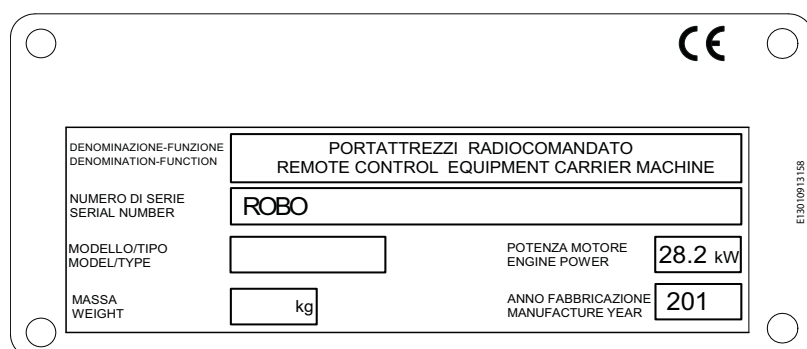 CE
DENOMINAZIONE-FUNZIONE
DENOMINATION-FUNCTION
PORTATTREZZI RADIOCOMANDATO
REMOTE CONTROL EQUIPMENT CARRIER MACHINE
NUMERO DI SERIE
SERIAL NUMBER
ROBO
MODELLO/TIPO
MODEL/TYPE
POTENZA MOTORE
ENGINE POWER
28.2 kW
MASSA
WEIGHT
kg
ANNO FABBRICAZIONE
MANUFACTURE YEAR
201
E13010913158